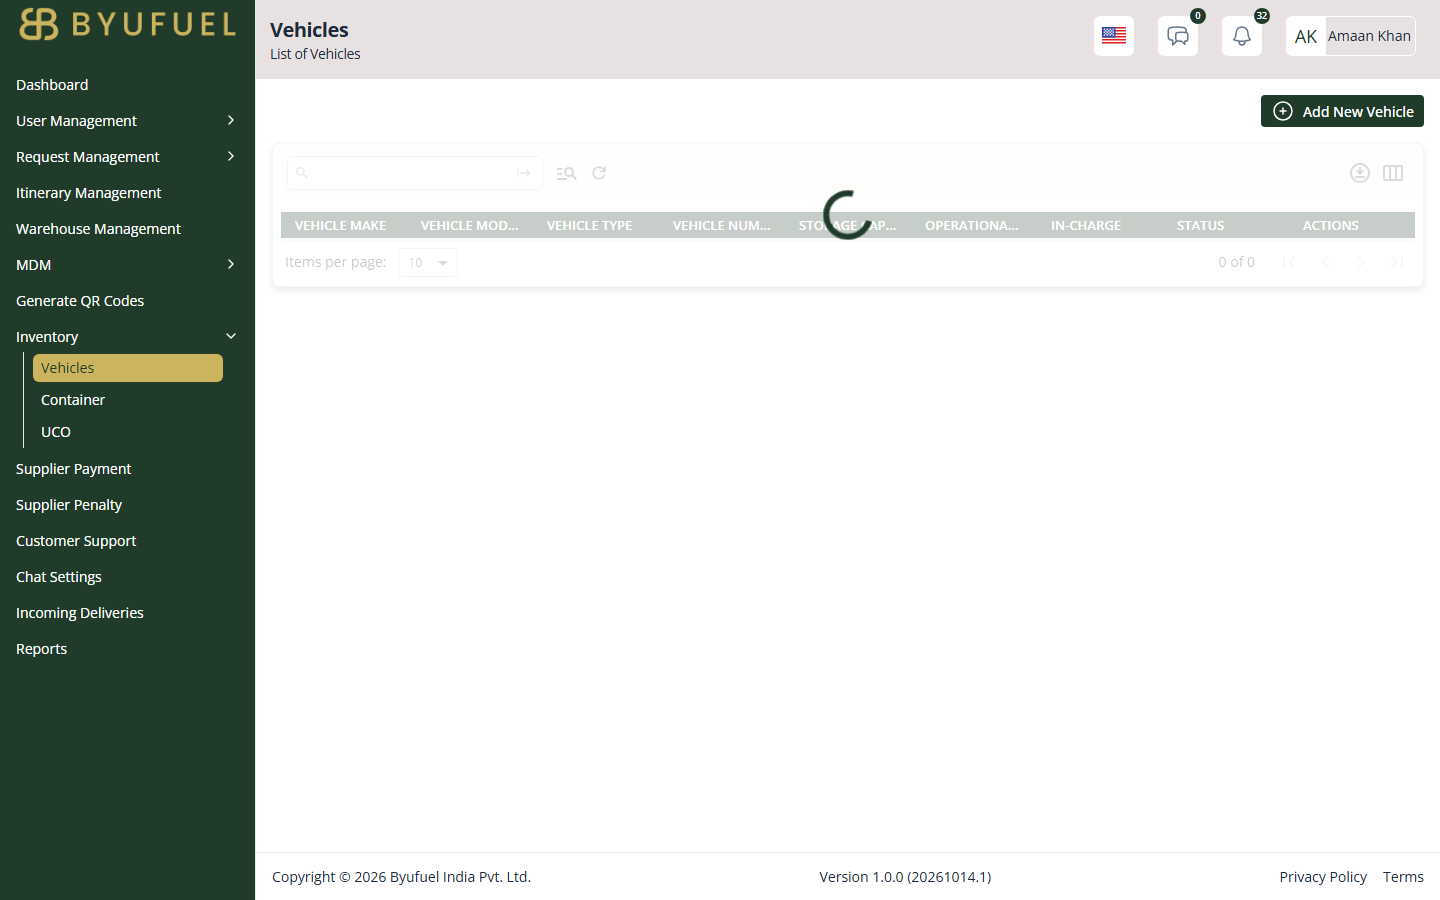 BYUFUEL
Dashboard
User Management
Request Management
Itinerary Management
Warehouse Management
MDM
Generate QR Codes
Inventory
Vehicles
Container
UCO
Supplier Payment
Supplier Penalty
Customer Support
Chat Settings
Incoming Deliveries
Reports
Vehicles
List of Vehicles
0
32
AK Amaan Khan
Add New Vehicle
VEHICLE MAKE VEHICLE MOD... VEHICLE TYPE VEHICLE NUM... STORAGE CAP... OPERATIONA... IN-CHARGE STATUS ACTIONS
Items per page: 10 0 of 0
Copyright © 2026 Byufuel India Pvt. Ltd. Version 1.0.0 (20261014.1) Privacy Policy Terms